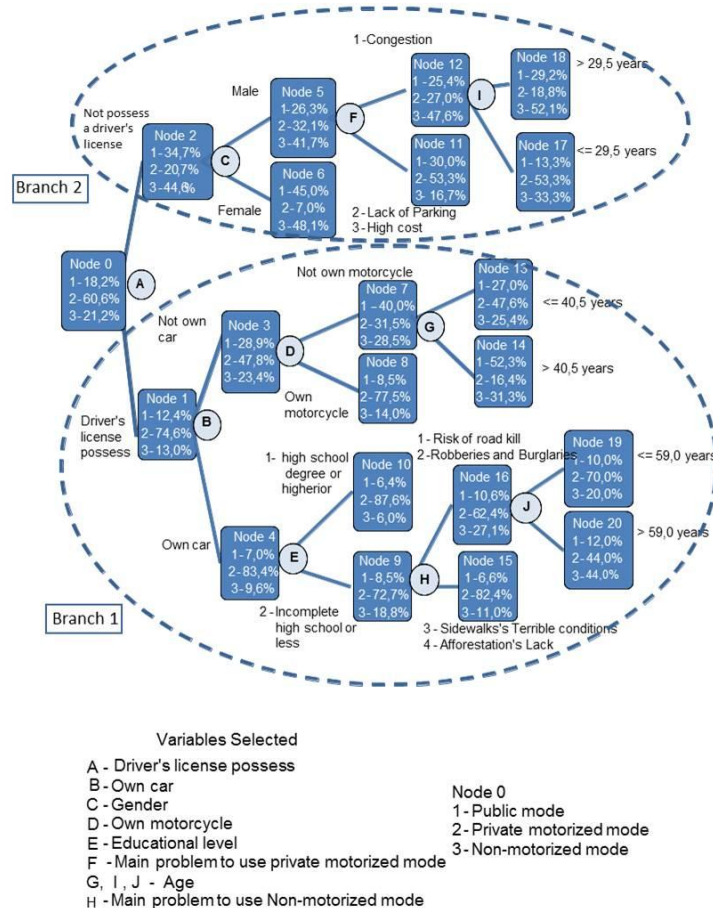 1-Congestion
Node 18
1-29,2%
2-18,8%
3-52,1%
> 29,5 years
Node 12
1 -25,4%
2-27,0%
3-47,6%
I
Male
Node 5
1-26,3%
2-32,1%
3-41,7%
F
Not possess
a driver's
license
Node 2
1-34,7%
2-20,7%
3-44,6%
C
Node 17
1-13,3%
2-53,3%
3-33,3%
<= 29,5 years
Node 11
1-30,0%
2-53,3%
3- 16,7%
Node 6
1-45,0%
2-7,0%
3-48,1%
Female
2-Lack of Parking
3-High cost
Branch 2
Node 0
1-18,2%
2-60,6%
3-21,2%
A
Not own motorcycle
Node 13
1-27,0%
2-47,6%
3-25,4%
<= 40,5 years
Node 7
1 -40,0%
2-31,5%
3-28,5%
G
Not own
car
Node 3
1-28,9%
2-47,8%
3-23,4%
D
Node 14
1-52,3%
2-16,4%
3-31,3%
> 40,5 years
Node 8
1-8,5%
2-77,5%
3-14,0%
Own
motorcycle
Driver's
license
possess
Node 1
1-12,4%
2-74,6%
3-13,0%
B
1- high school
degree or
higherior
Node 10
1-6,4%
2-87,6%
3-6,0%
1-Risk of road kill
2-Robberies and Burglaries
Node 16
1-10,6%
2-62,4%
3-27,1%
J
Node 19
1-10,0%
2-70,0%
3-20,0%
<= 59,0 years
Node 20
1-12,0%
2-44,0%
3-44,0%
> 59,0 years
Own car
Node 4
1-7,0%
2-83,4%
3-9,6%
E
Node 9
1-8,5%
2-72,7%
3-18,8%
H
Node 15
1-6,6%
2-82,4%
3-11,0%
2-Incomplete
high school or
less
3 -Sidewalks's Terrible conditions
4 -Afforestation's Lack
Branch 1
Variables Selected
A - Driver's license possess
B - Own car
C - Gender
D - Own motorcycle
E - Educational level
F - Main problem to use private motorized mode
G, I , J - Age
H - Main problem to use Non-motorized mode
Node 0
1-Public mode
2-Private motorized mode
3-Non-motorized mode